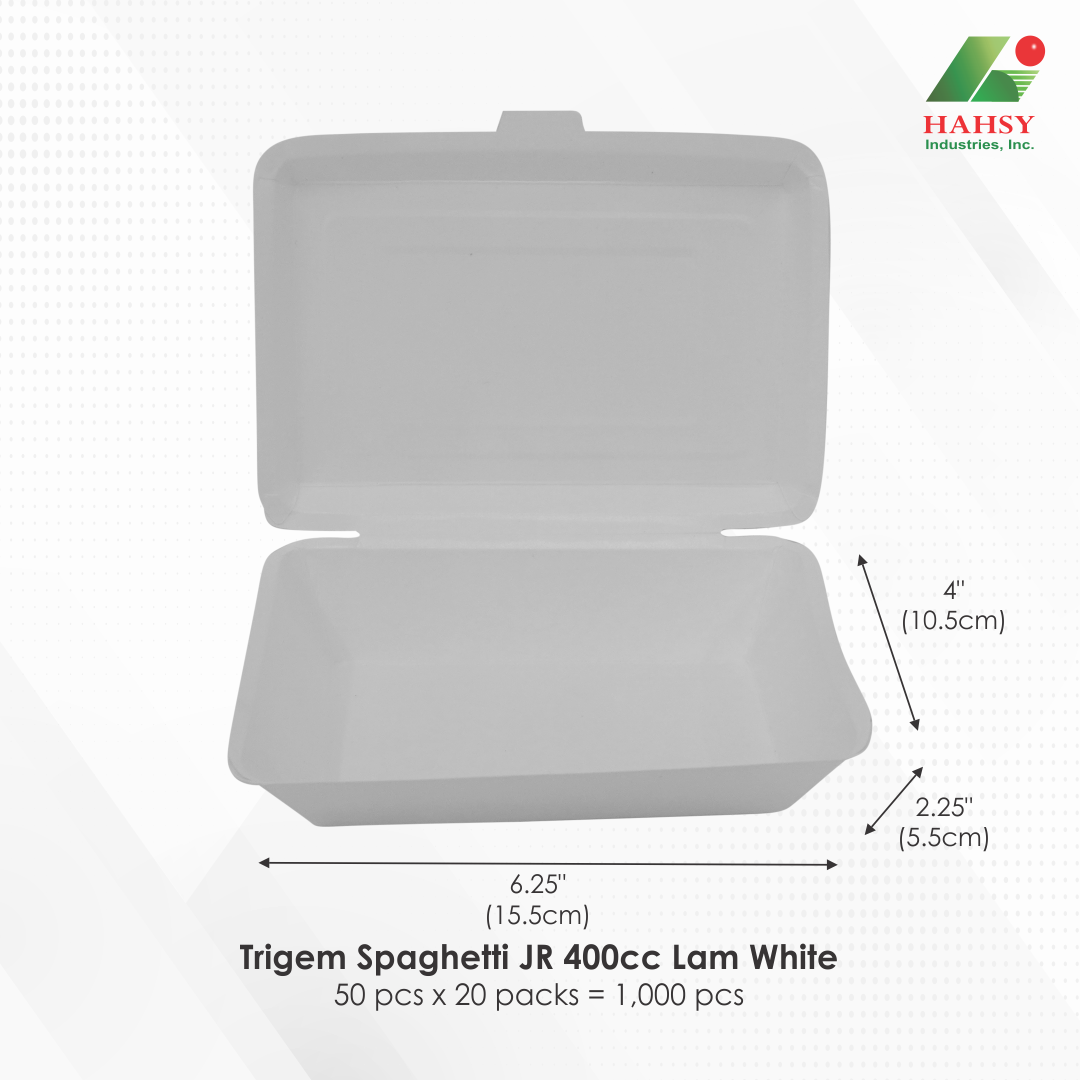 HAHSY
Industries, Inc.
4"
(10.5cm)
2.25"
(5.5cm)
6.25"
(15.5cm)
Trigem Spaghetti JR 400cc Lam White
50 pcs x 20 packs = 1,000 pcs